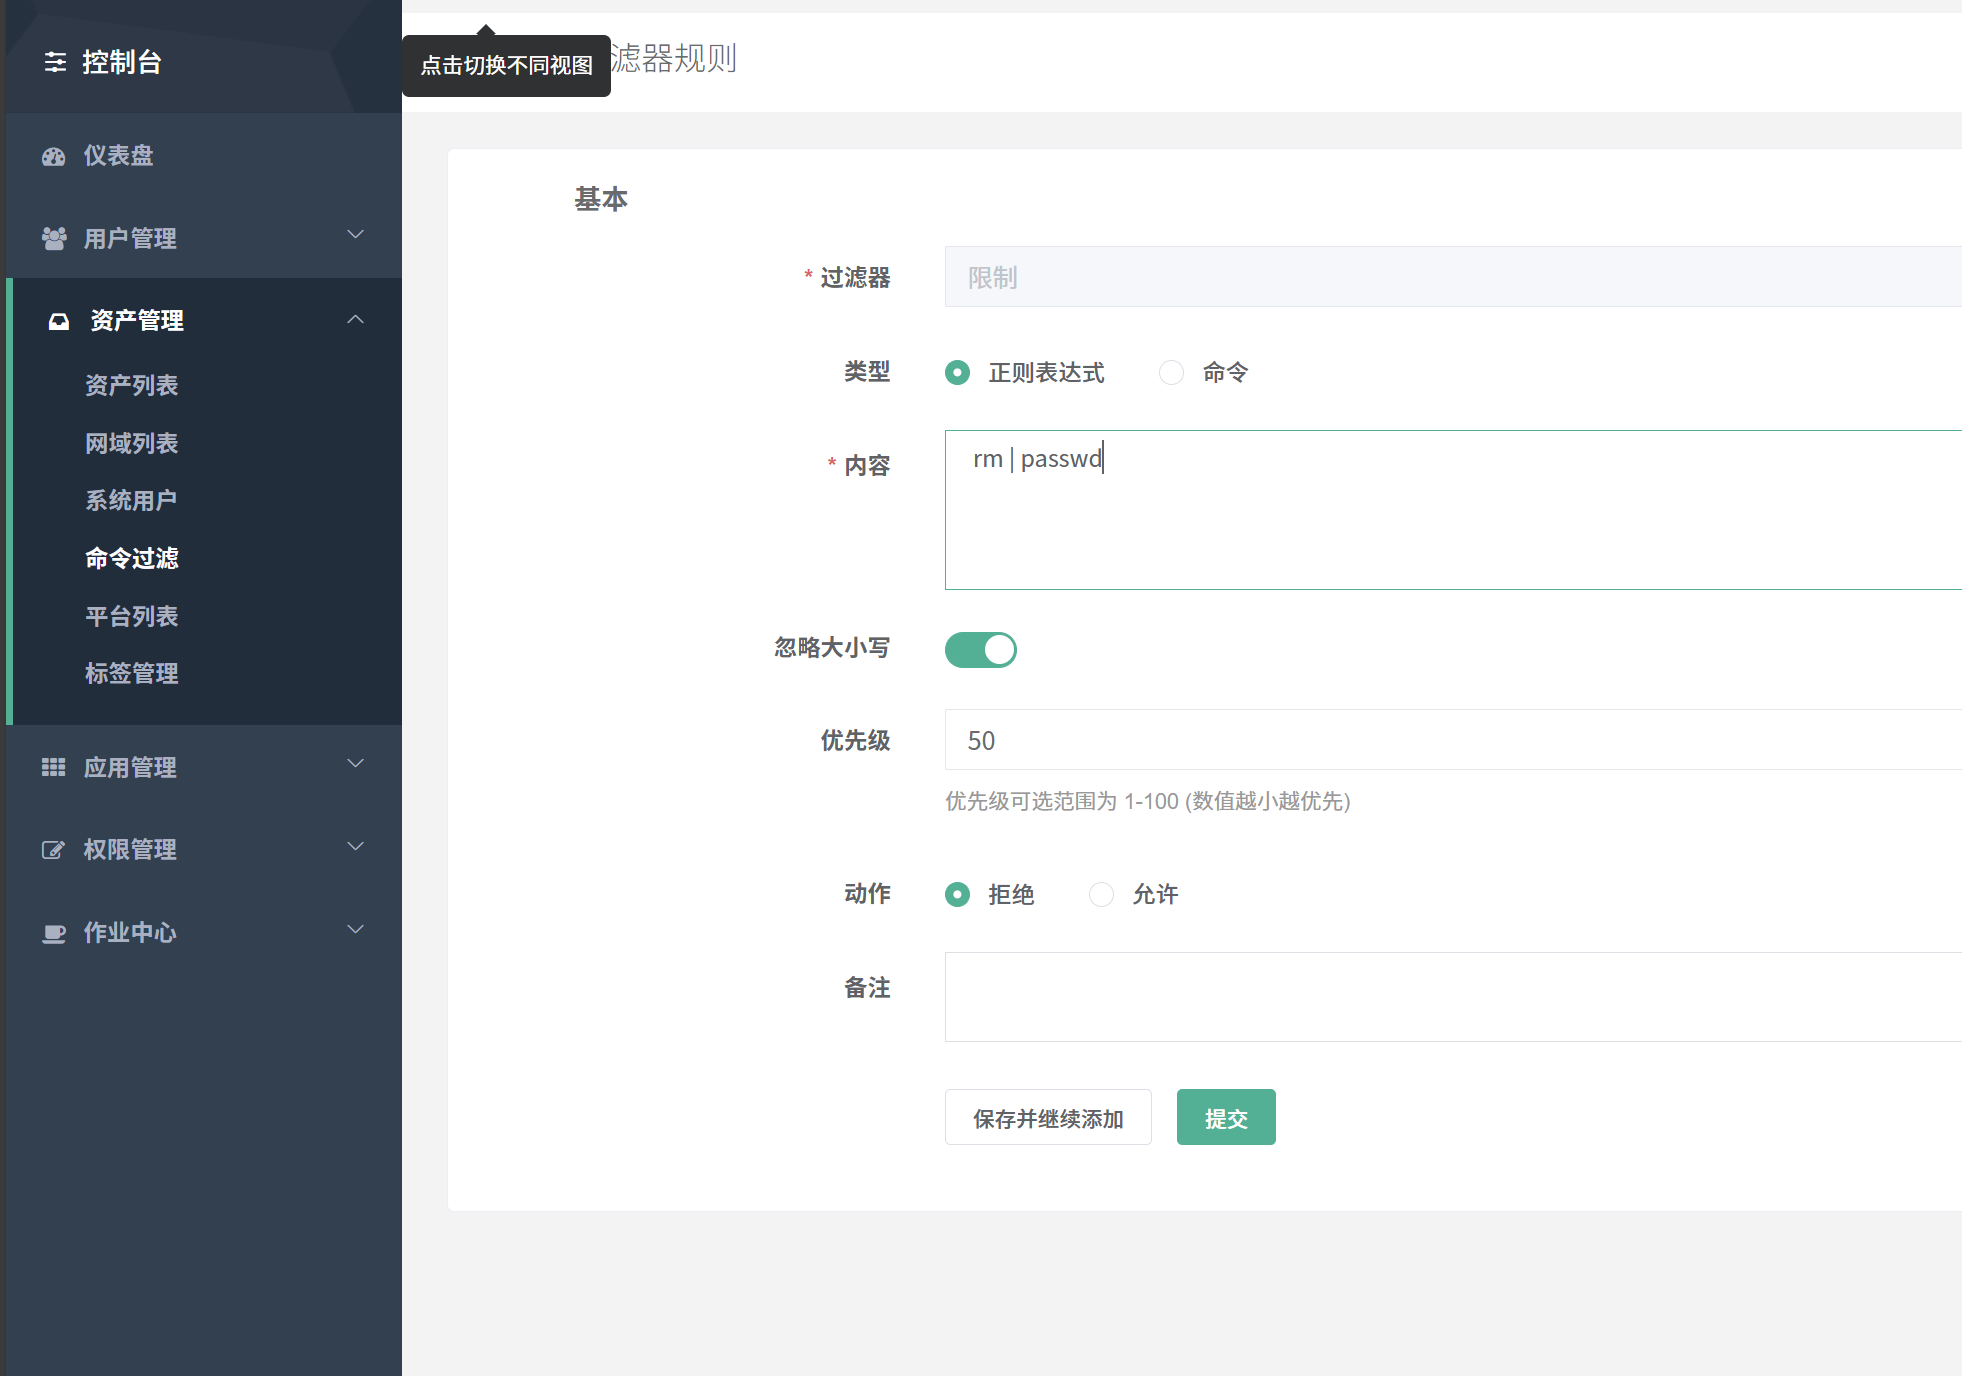 控制台
点击切换不同视图
滤器规则
仪表盘
用户管理
资产管理
资产列表
网域列表
系统用户
命令过滤
平台列表
标签管理
应用管理
权限管理
作业中心
基本
* 过滤器
限制
类型
正则表达式
命令
* 内容
rm | passwd
忽略大小写
优先级
50
优先级可选范围为 1-100 (数值越小越优先)
动作
拒绝
允许
备注
保存并继续添加
提交